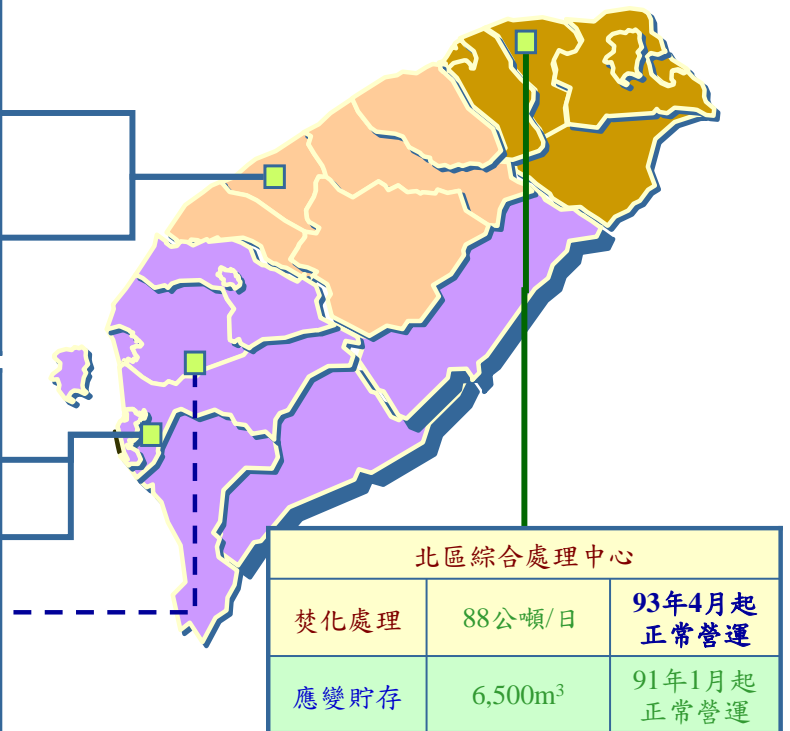 北區綜合處理中心
焚化處理
88公噸/日
93年4月起
正常營運
應變貯存
6,500m³
91年1月起
正常營運